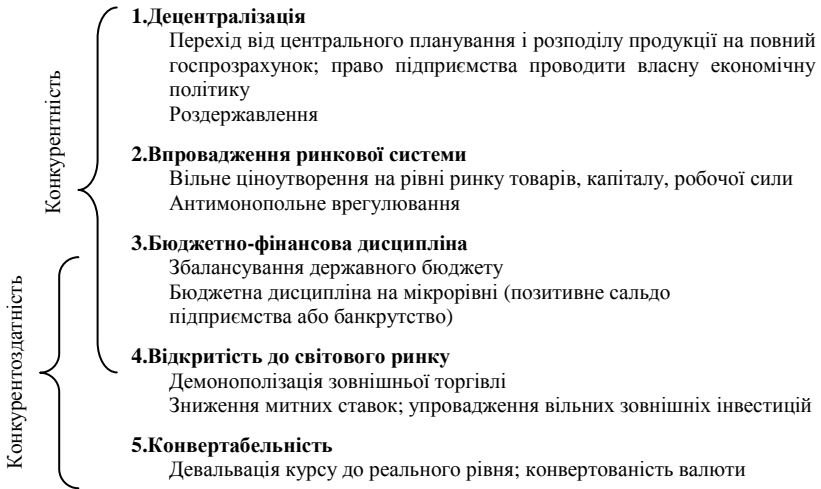 1.Децентралізація
Перехід від центрального планування і розподілу продукції на повний
госпрозрахунок; право підприємства проводити власну економічну
політику
Роздержавлення
Конкурентність
2.Впровадження ринкової системи
Вільне ціноутворення на рівні ринку товарів, капіталу, робочої сили
Антимонопольне врегулювання
3.Бюджетно-фінансова дисципліна
Збалансування державного бюджету
Бюджетна дисципліна на мікрорівні (позитивне сальдо
підприємства або банкрутство)
Конкурентоздатність
4.Відкритість до світового ринку
Демонополізація зовнішньої торгівлі
Зниження митних ставок; упровадження вільних зовнішніх інвестицій
5.Конвертабельність
Девальвація курсу до реального рівня; конвертованість валюти